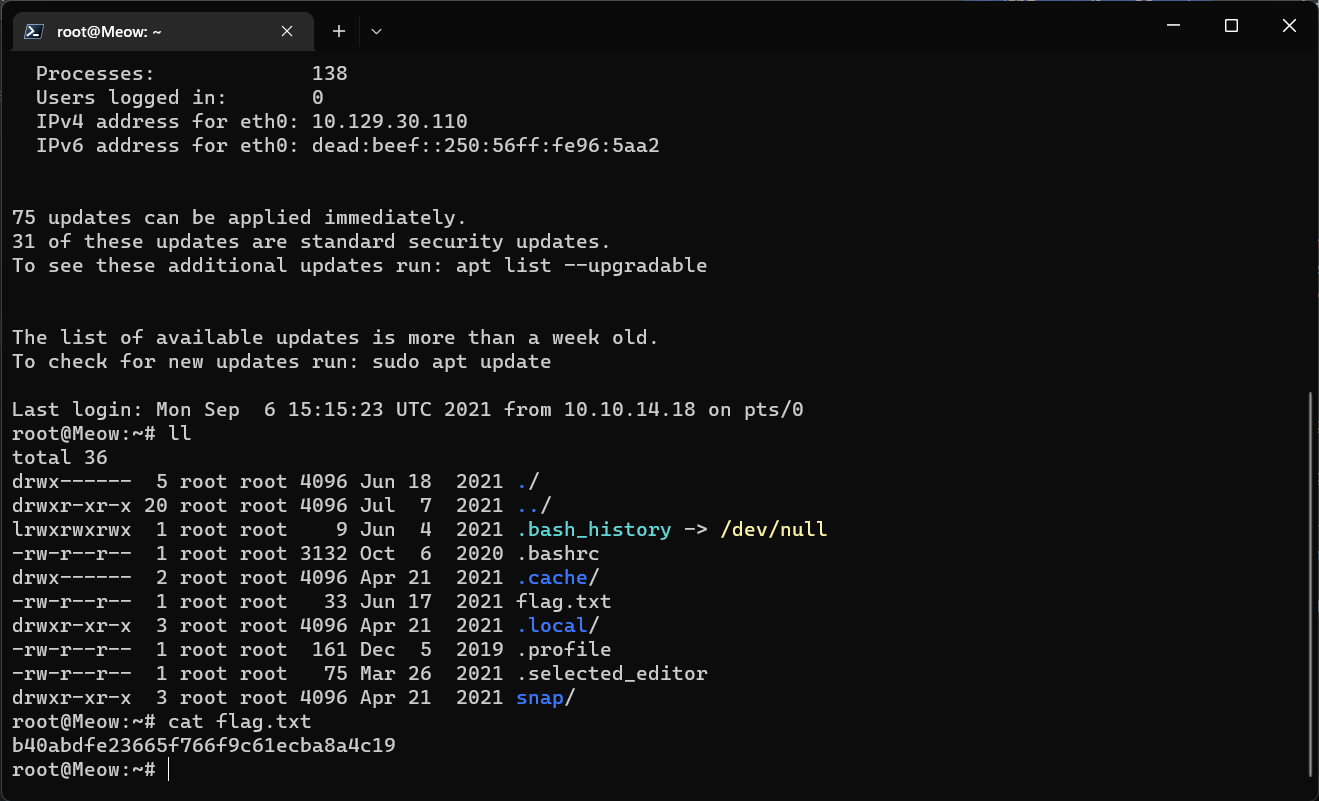 root@Meow: ~
Processes:             138
Users logged in:       0
IPv4 address for eth0: 10.129.30.110
IPv6 address for eth0: dead:beef::250:56ff:fe96:5aa2
75 updates can be applied immediately.
31 of these updates are standard security updates.
To see these additional updates run: apt list --upgradable
The list of available updates is more than a week old.
To check for new updates run: sudo apt update
Last login: Mon Sep  6 15:15:23 UTC 2021 from 10.10.14.18 on pts/0
root@Meow:~# ll
total 36
drwx------  5 root root 4096 Jun 18  2021 ./
drwxr-xr-x 20 root root 4096 Jul  7  2021 ../
lrwxrwxrwx  1 root root    9 Jun  4  2021 .bash_history -> /dev/null
-rw-r--r--  1 root root 3132 Oct  6  2020 .bashrc
drwx------  2 root root 4096 Apr 21  2021 .cache/
-rw-r--r--  1 root root   33 Jun 17  2021 flag.txt
drwxr-xr-x  3 root root 4096 Apr 21  2021 .local/
-rw-r--r--  1 root root  161 Dec  5  2019 .profile
-rw-r--r--  1 root root   75 Mar 26  2021 .selected_editor
drwxr-xr-x  3 root root 4096 Apr 21  2021 snap/
root@Meow:~# cat flag.txt
b40abdfe23665f766f9c61ecba8a4c19
root@Meow:~#